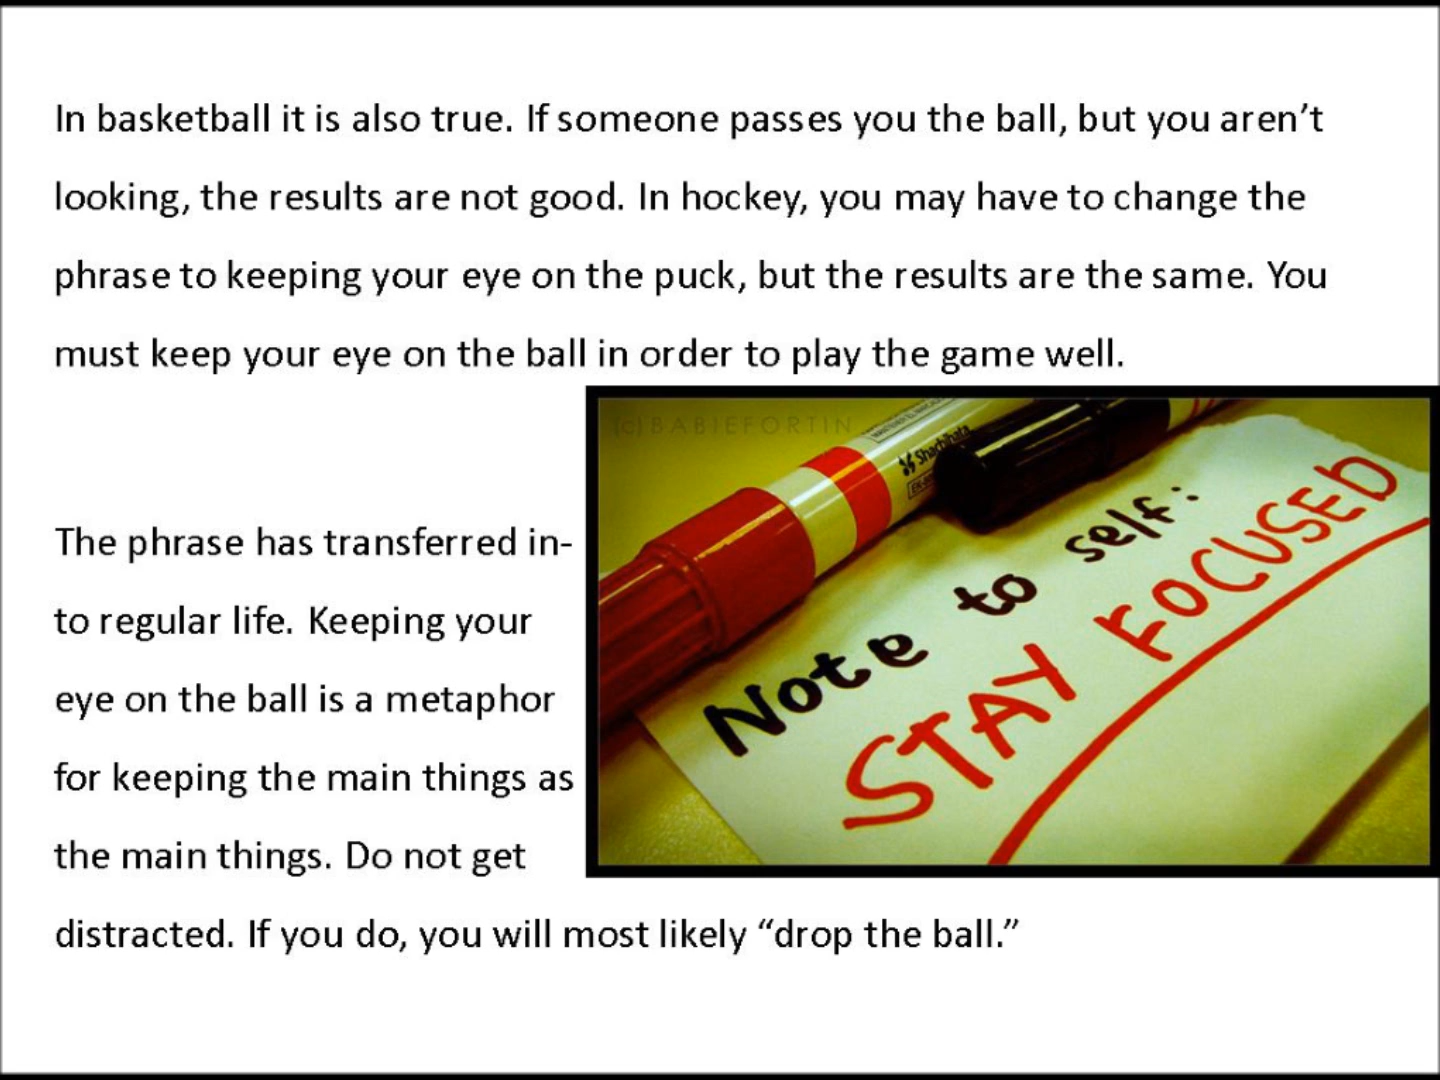 In basketball it is also true. If someone passes you the ball, but you aren’t
looking, the results are not good. In hockey, you may have to change the
phrase to keeping your eye on the puck, but the results are the same. You
must keep your eye on the ball in order to play the game well.
The phrase has transferred in-
to regular life. Keeping your
eye on the ball is a metaphor
for keeping the main things as
the main things. Do not get
distracted. If you do, you will most likely “drop the ball.”
(c) BABIEFORTIN
Shachihata
Note to self:
STAY FOCUSED